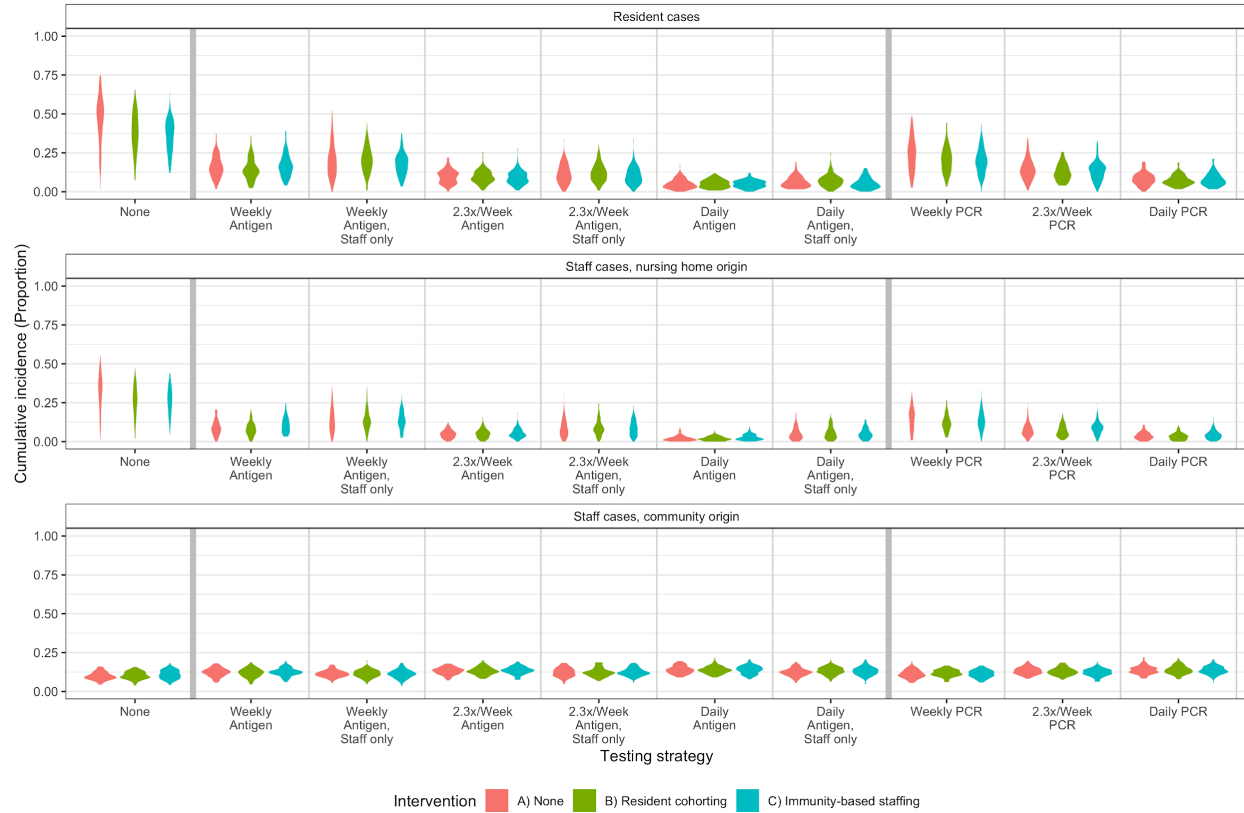 Resident cases
1.00
0.75
0.50
0.25
0.00
None
Weekly
Antigen
Weekly
Antigen,
Staff only
2.3x/Week
Antigen
2.3x/Week
Antigen,
Staff only
Daily
Antigen
Daily
Antigen,
Staff only
Weekly PCR
2.3x/Week
PCR
Daily PCR
Cumulative incidence (Proportion)
Staff cases, nursing home origin
1.00
0.75
0.50
0.25
0.00
None
Weekly
Antigen
Weekly
Antigen,
Staff only
2.3x/Week
Antigen
2.3x/Week
Antigen,
Staff only
Daily
Antigen
Daily
Antigen,
Staff only
Weekly PCR
2.3x/Week
PCR
Daily PCR
Staff cases, community origin
1.00
0.75
0.50
0.25
0.00
None
Weekly
Antigen
Weekly
Antigen,
Staff only
2.3x/Week
Antigen
2.3x/Week
Antigen,
Staff only
Daily
Antigen
Daily
Antigen,
Staff only
Weekly PCR
2.3x/Week
PCR
Daily PCR
Testing strategy
Intervention A) None B) Resident cohorting C) Immunity-based staffing